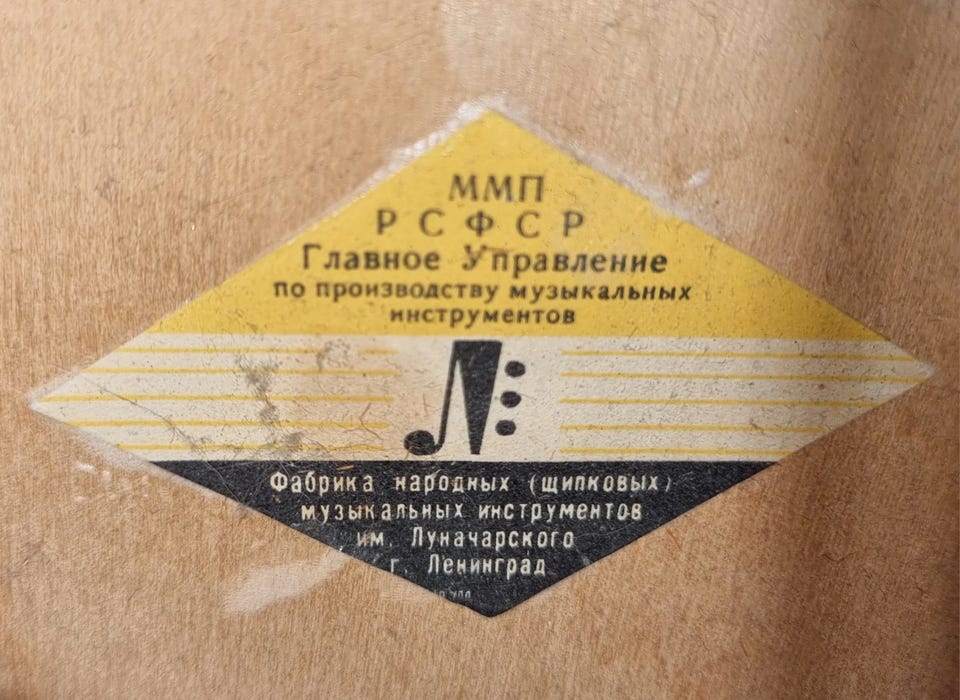 ММП
РСФСР
Главное Управление
по производству музыкальных
инструментов
Фабрика народных (щипковых)
музыкальных инструментов
им. Луначарского
г. Ленинград